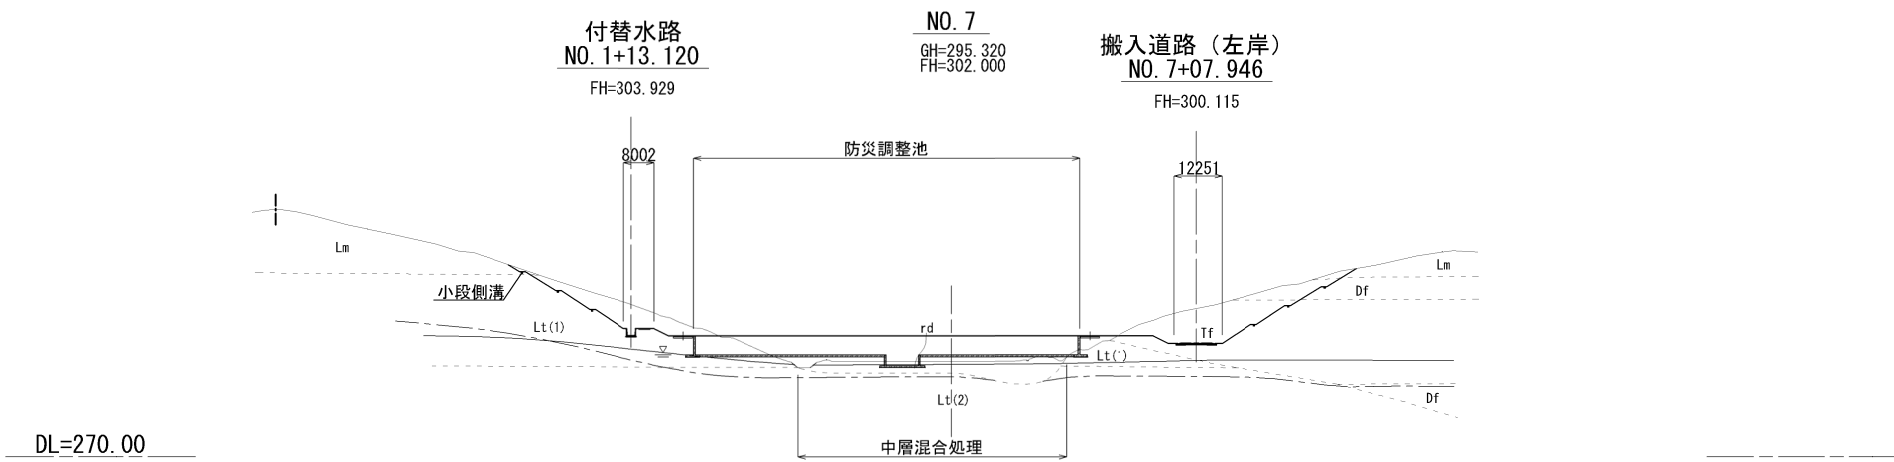 付替水路
NO.1+13.120
FH=303.929
NO.7
GH=295.320
FH=302.000
搬入道路（左岸）
NO.7+07.946
FH=300.115
8002
防災調整池
12251
Lm
小段側溝
Lt(1)
rd
Lt(2)
中層混合処理
Tf
Lm
Df
Df
DL=270.00